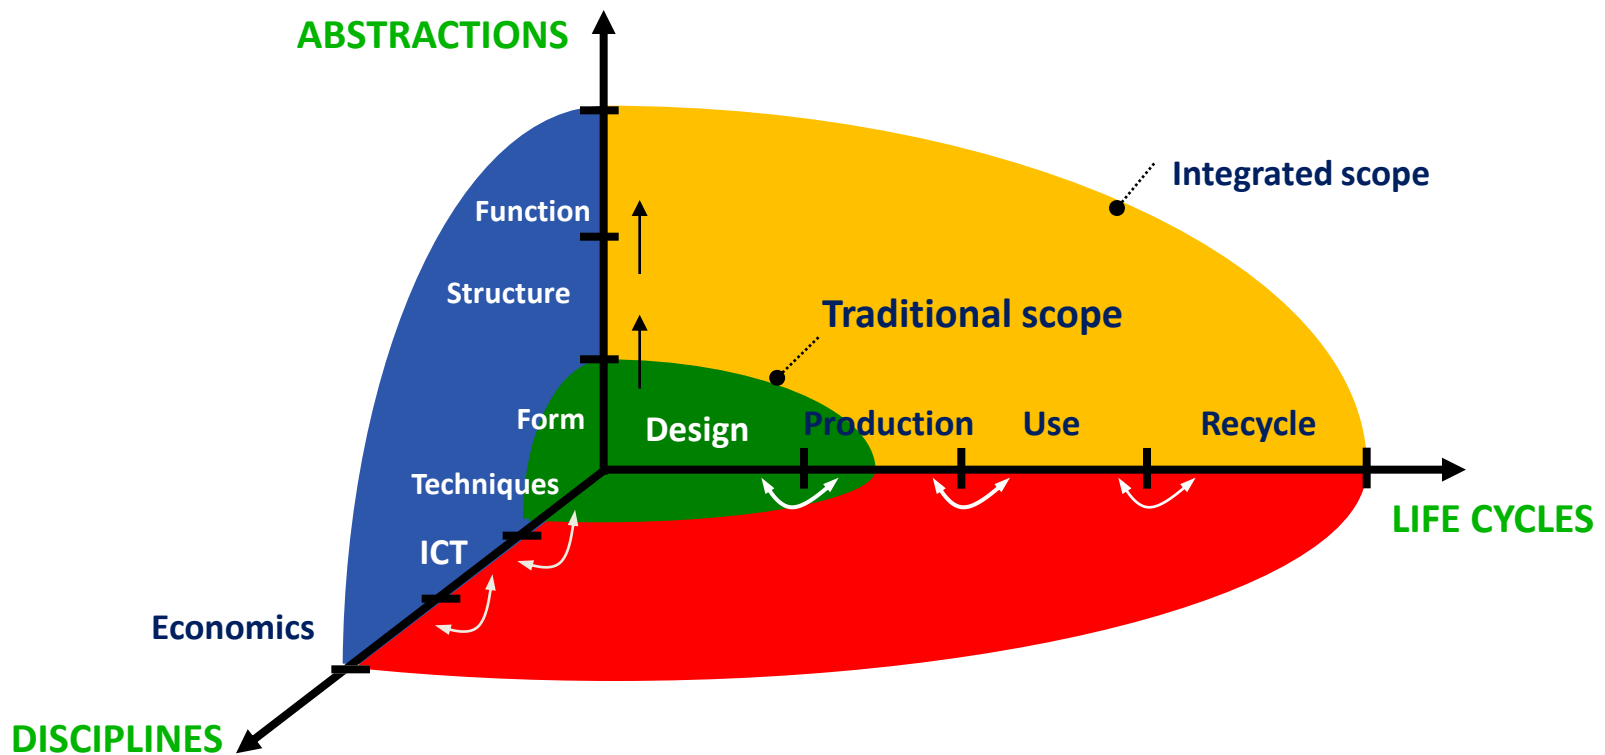 ABSTRACTIONS
Integrated scope
Function
Structure
Traditional scope
Form
Design
Production
Use
Recycle
Techniques
LIFE CYCLES
ICT
Economics
DISCIPLINES